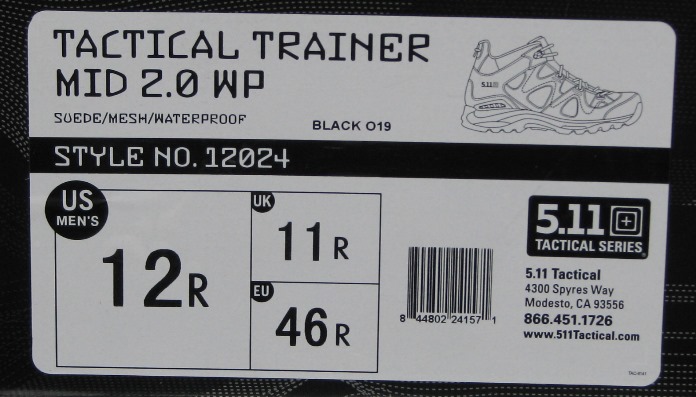 TACTICAL TRAINER
MID 2.0 WP
SUEDE/MESH/WATERPROOF
BLACK 019
5.11
STYLE NO. 12024
US
MEN'S
12R
UK
11R
EU
46R
8 44802 24157 1
5.11
TACTICAL SERIES
5.11 Tactical
4300 Spyres Way
Modesto, CA 93556
866.451.1726
www.511Tactical.com